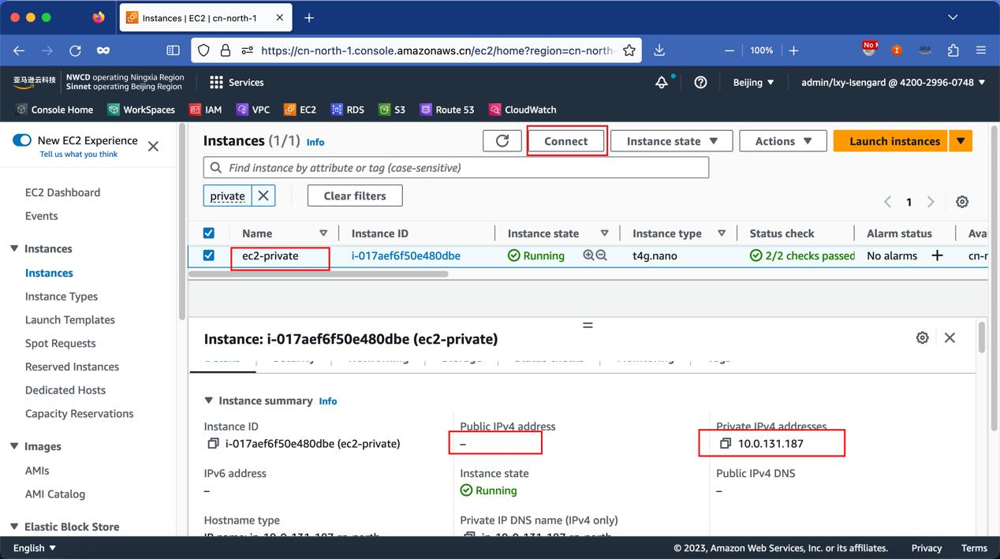 Instances | EC2 | cn-north-1
https://cn-north-1.console.amazonaws.cn/ec2/home?region=cn-north-
100%
No
亚马逊云科技
aws
NWCD operating Ningxia Region
Sinnet operating Beijing Region
Services
Beijing
admin/lxy-Isengard @ 4200-2996-0748
Console Home
WorkSpaces
IAM
VPC
EC2
RDS
S3
Route 53
CloudWatch
New EC2 Experience
Tell us what you think
EC2 Dashboard
Events
Instances
Instances
Instance Types
Launch Templates
Spot Requests
Reserved Instances
Dedicated Hosts
Capacity Reservations
Images
AMIs
AMI Catalog
Elastic Block Store
Instances (1/1) Info
Connect
Instance state
Actions
Launch instances
Find instance by attribute or tag (case-sensitive)
private
Clear filters
1
Name
Instance ID
Instance state
Instance type
Status check
Alarm status
Ava
ec2-private
i-017aef6f50e480dbe
Running
t4g.nano
2/2 checks passed
No alarms
cn-n
Instance: i-017aef6f50e480dbe (ec2-private)
Instance summary Info
Instance ID
i-017aef6f50e480dbe (ec2-private)
Public IPv4 address
–
Private IPv4 addresses
10.0.131.187
IPv6 address
–
Instance state
Running
Public IPv4 DNS
–
Hostname type
Private IP DNS name (IPv4 only)
English
© 2023, Amazon Web Services, Inc. or its affiliates.
Privacy
Terms